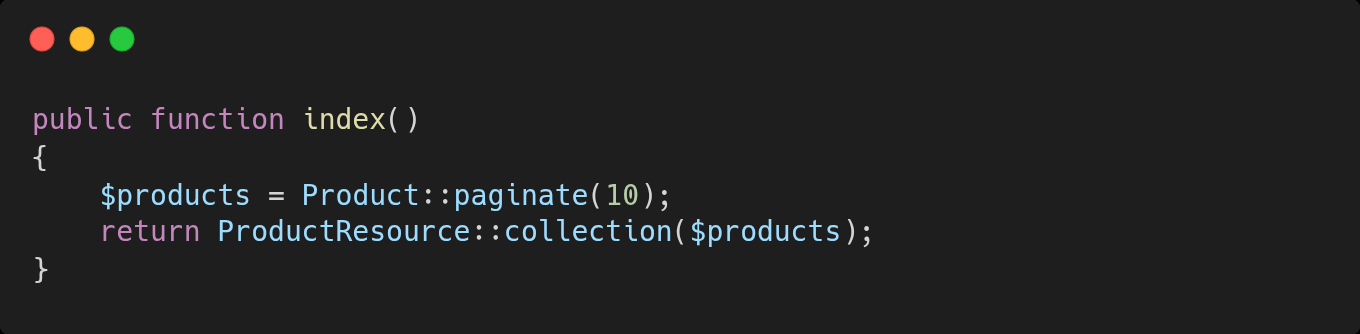 public function index()
{
    $products = Product::paginate(10);
    return ProductResource::collection($products);
}